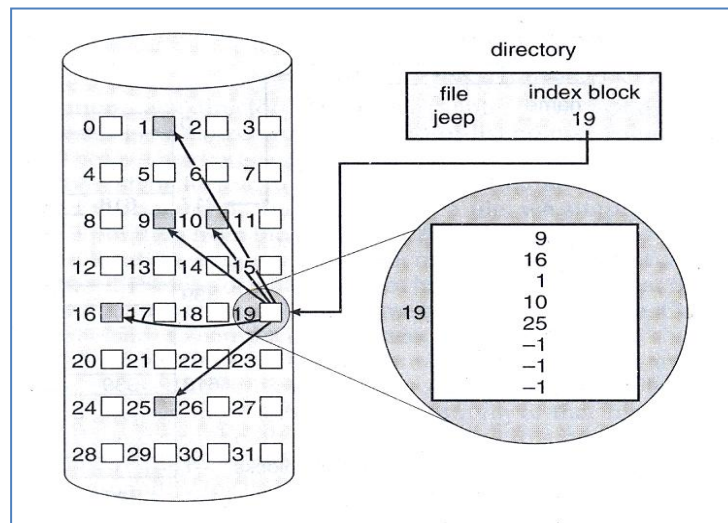 directory
file index block
jeep 19
0 1 2 3
4 5 6 7
8 9 10 11
12 13 14 15
16 17 18 19
20 21 22 23
24 25 26 27
28 29 30 31
19
9
16
1
10
25
–1
–1
–1